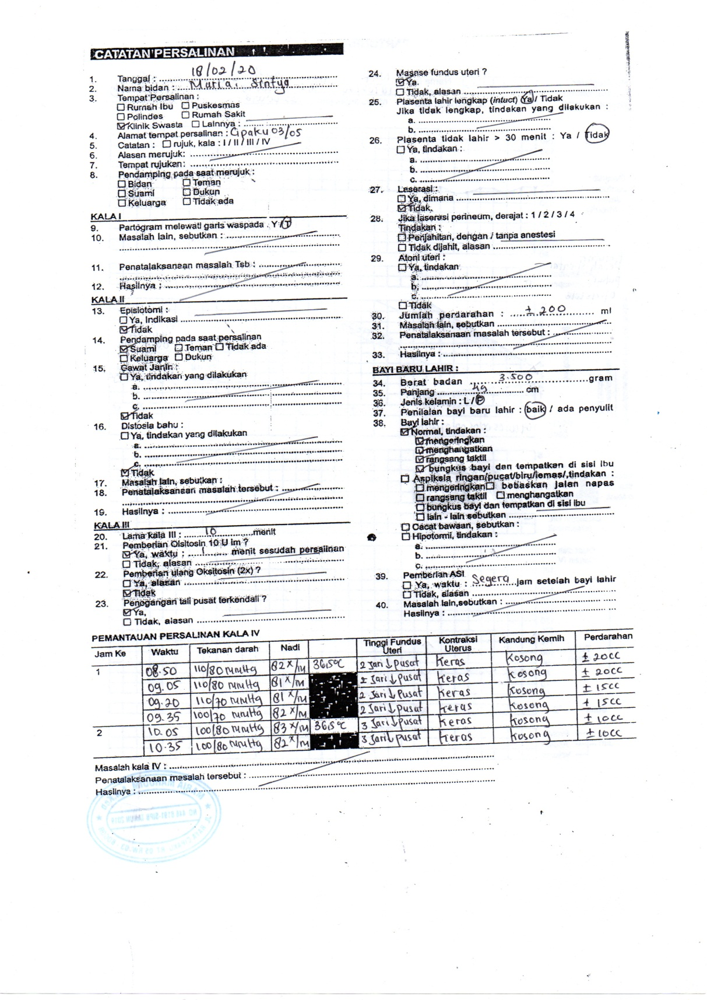 CATATAN PERSALINAN
1. Tanggal : 18/02/20
2. Nama bidan : Maria. Sintya
3. Tempat Persalinan :
☐ Rumah Ibu ☐ Puskesmas
☐ Polindes ☐ Rumah Sakit
☑ Klinik Swasta ☐ Lainnya :
4. Alamat tempat persalinan : Cipaku 03/05
5. Catatan : ☐ rujuk, kala : I / II / III / IV
6. Alasan merujuk:
7. Tempat rujukan:
8. Pendamping pada saat merujuk :
☐ Bidan ☐ Teman
☐ Suami ☐ Dukun
☐ Keluarga ☐ Tidak ada
KALA I
9. Partogram melewati garis waspada . Y / T
10. Masalah lain, sebutkan :
11. Penatalaksanaan masalah Tsb :
12. Hasilnya :
KALA II
13. Episiotomi :
☐ Ya, Indikasi
☑ Tidak
14. Pendamping pada saat persalinan
☑ Suami ☐ Teman ☐ Tidak ada
☐ Keluarga ☐ Dukun
15. Gawat Janin :
☐ Ya, tindakan yang dilakukan
a.
b.
c.
☑ Tidak
16. Distosia bahu :
☐ Ya, tindakan yang dilakukan
a.
b.
c.
☑ Tidak
17. Masalah lain, sebutkan :
18. Penatalaksanaan masalah tersebut :
19. Hasilnya :
KALA III
20. Lama kala III : 10 menit
21. Pemberian Olsitosin 10 U im ?
☑ Ya, waktu : 1 menit sesudah persalinan
☐ Tidak, alasan
22. Pemberian ulang Oksitosin (2x) ?
☐ Ya, alasan
☑ Tidak
23. Penegangan tali pusat terkendali ?
☑ Ya,
☐ Tidak, alasan
24. Masase fundus uteri ?
☑ Ya.
☐ Tidak, alasan
25. Plasenta lahir lengkap (intact) Ya / Tidak
Jika tidak lengkap, tindakan yang dilakukan :
a.
b.
26. Plasenta tidak lahir > 30 menit : Ya / Tidak
☐ Ya, tindakan :
a.
b.
c.
27. Laserasi :
☐ Ya, dimana
☑ Tidak.
28. Jika laserasi perineum, derajat : 1 / 2 / 3 / 4
Tindakan :
☐ Penjahitan, dengan / tanpa anestesi
☐ Tidak dijahit, alasan
29. Atoni uteri :
☐ Ya, tindakan
a.
b.
c.
☐ Tidak
30. Jumlah perdarahan : ± 200 ml
31. Masalah lain, sebutkan
32. Penatalaksanaan masalah tersebut :
33. Hasilnya :
BAYI BARU LAHIR :
34. Berat badan 3.500 gram
35. Panjang 49 cm
36. Jenis kelamin : L / P
37. Penilaian bayi baru lahir : baik / ada penyulit
38. Bayi lahir :
☑ Normal, tindakan :
☑ mengeringkan
☑ menghangatkan
☑ rangsang taktil
☑ bungkus bayi dan tempatkan di sisi ibu
☐ Aspiksia ringan/pucat/biru/lemas/,tindakan :
☐ mengeringkan ☐ bebaskan jalan napas
☐ rangsang taktil ☐ menghangatkan
☐ bungkus bayi dan tempatkan di sisi ibu
☐ lain - lain sebutkan
☐ Cacat bawaan, sebutkan :
☐ Hipotermi, tindakan :
a.
b.
c.
39. Pemberian ASI
☐ Ya, waktu : Segera jam setelah bayi lahir
☐ Tidak, alasan
40. Masalah lain,sebutkan :
Hasilnya :
PEMANTAUAN PERSALINAN KALA IV
Jam Ke Waktu Tekanan darah Nadi Tinggi Fundus Uteri Kontraksi Uterus Kandung Kemih Perdarahan
1 08.50 110/80 mmHg 82 x/m 36,5°C 2 Jari ↓ pusat Keras Kosong ± 20cc
09.05 110/80 mmHg 81 x/m 2 Jari ↓ pusat Keras Kosong ± 20cc
09.20 110/70 mmHg 81 x/m 2 Jari ↓ Pusat Keras Kosong ± 15cc
09.35 100/70 mmHg 82 x/m 2 Jari ↓ Pusat keras Kosong ± 15cc
2 10.05 100/80 mmHg 83 x/m 36,5°C 3 Jari ↓ pusat Keras Kosong ± 10cc
10.35 100/80 mmHg 82 x/m 3 Jari ↓ pusat Keras Kosong ± 10cc
Masalah kala IV :
Penatalaksanaan masalah tersebut :
Hasilnya :